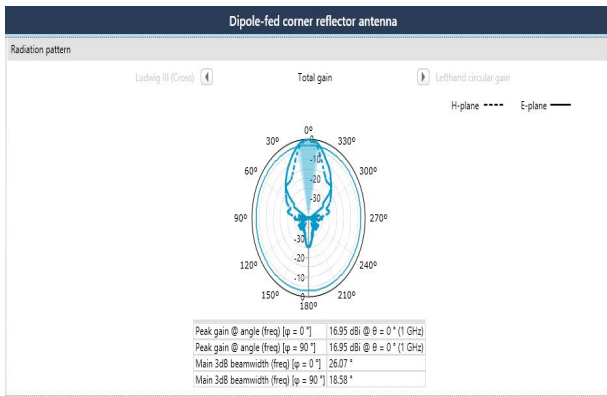 Dipole-fed corner reflector antenna
Radiation pattern
Ludwig III (Cross) Total gain Lefthand circular gain
H-plane E-plane
0°
30° 330°
60° 300°
90° 270°
120° 240°
150° 210°
180°
0
-10
-20
-30
-30
-20
-10
0
Peak gain @ angle (freq) [φ = 0 °] 16.95 dBi @ θ = 0 ° (1 GHz)
Peak gain @ angle (freq) [φ = 90 °] 16.95 dBi @ θ = 0 ° (1 GHz)
Main 3dB beamwidth (freq) [φ = 0 °] 26.07 °
Main 3dB beamwidth (freq) [φ = 90 °] 18.58 °